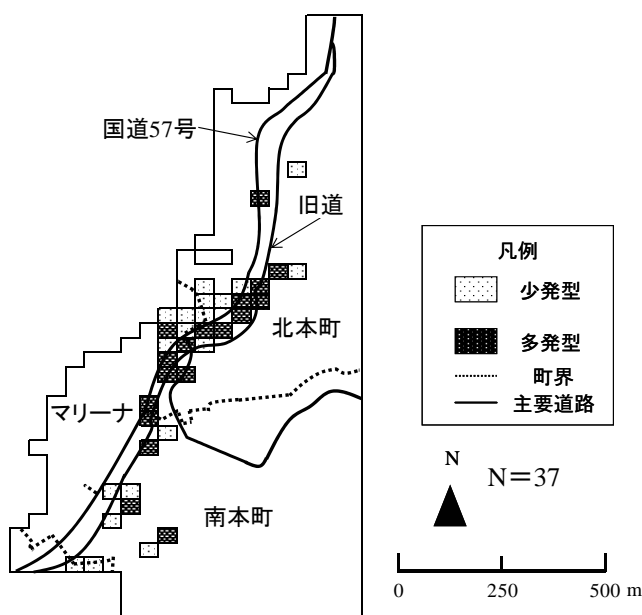 国道57号
旧道
北本町
マリーナ
南本町
凡例
少発型
多発型
町界
主要道路
N
N＝37
0 250 500 m